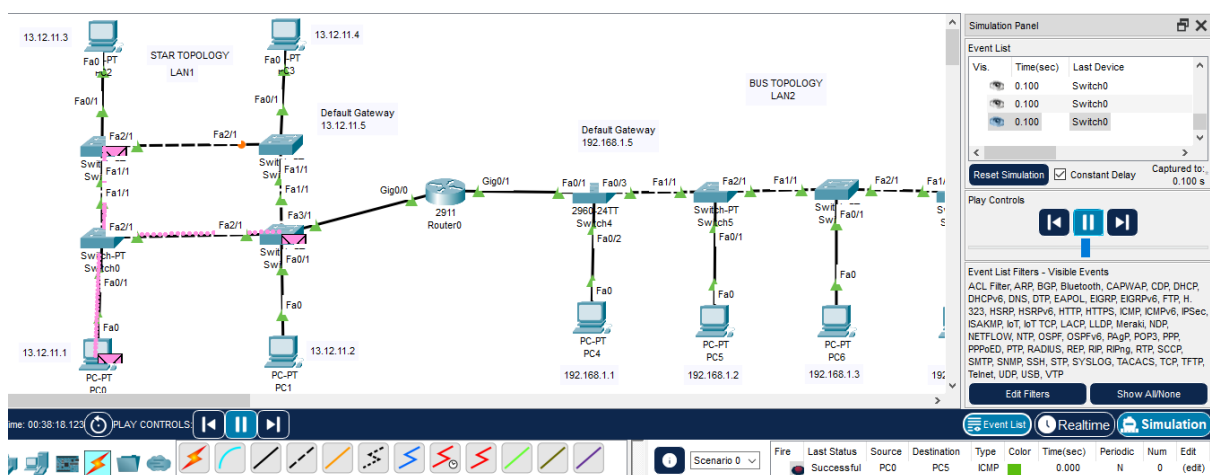 13.12.11.3
13.12.11.4
STAR TOPOLOGY
LAN1
Fa0
-PT
Fa0
-PT
C3
Fa0/1
Fa0/1
Default Gateway
13.12.11.5
BUS TOPOLOGY
LAN2
Default Gateway
192.168.1.5
Fa2/1
Fa2/1
Fa1/1
Fa1/1
Fa1/1
Fa1/1
Gig0/0
Gig0/1
2911
Router0
Fa0/1
Fa0/3
Fa1/1
Fa2/1
Fa1/1
Fa2/1
Fa1/
2960-24TT
Switch4
Switch-PT
Switch5
Fa0/1
Fa0/2
Fa0/1
Fa2/1
Fa2/1
Fa3/1
Switch-PT
Switch0
Fa0/1
Fa0/1
Fa0
Fa0
Fa0
Fa0
Fa0
13.12.11.1
13.12.11.2
PC-PT
PC0
PC-PT
PC1
PC-PT
PC4
PC-PT
PC5
PC-PT
PC6
192.168.1.1
192.168.1.2
192.168.1.3
192
Simulation Panel
Event List
Vis. Time(sec) Last Device
0.100 Switch0
0.100 Switch0
0.100 Switch0
Reset Simulation Constant Delay Captured to:
0.100 s
Play Controls
Event List Filters - Visible Events
ACL Filter, ARP, BGP, Bluetooth, CAPWAP, CDP, DHCP,
DHCPv6, DNS, DTP, EAPOL, EIGRP, EIGRPv6, FTP, H.
323, HSRP, HSRPv6, HTTP, HTTPS, ICMP, ICMPv6, IPSec,
ISAKMP, IoT, IoT TCP, LACP, LLDP, Meraki, NDP,
NETFLOW, NTP, OSPF, OSPFv6, PAgP, POP3, PPP,
PPPoED, PTP, RADIUS, REP, RIP, RIPng, RTP, SCCP,
SMTP, SNMP, SSH, STP, SYSLOG, TACACS, TCP, TFTP,
Telnet, UDP, USB, VTP
Edit Filters Show All/None
ime: 00:38:18.123 PLAY CONTROLS:
Event List Realtime Simulation
Scenario 0
Fire Last Status Source Destination Type Color Time(sec) Periodic Num Edit
Successful PC0 PC5 ICMP 0.000 N (edit)